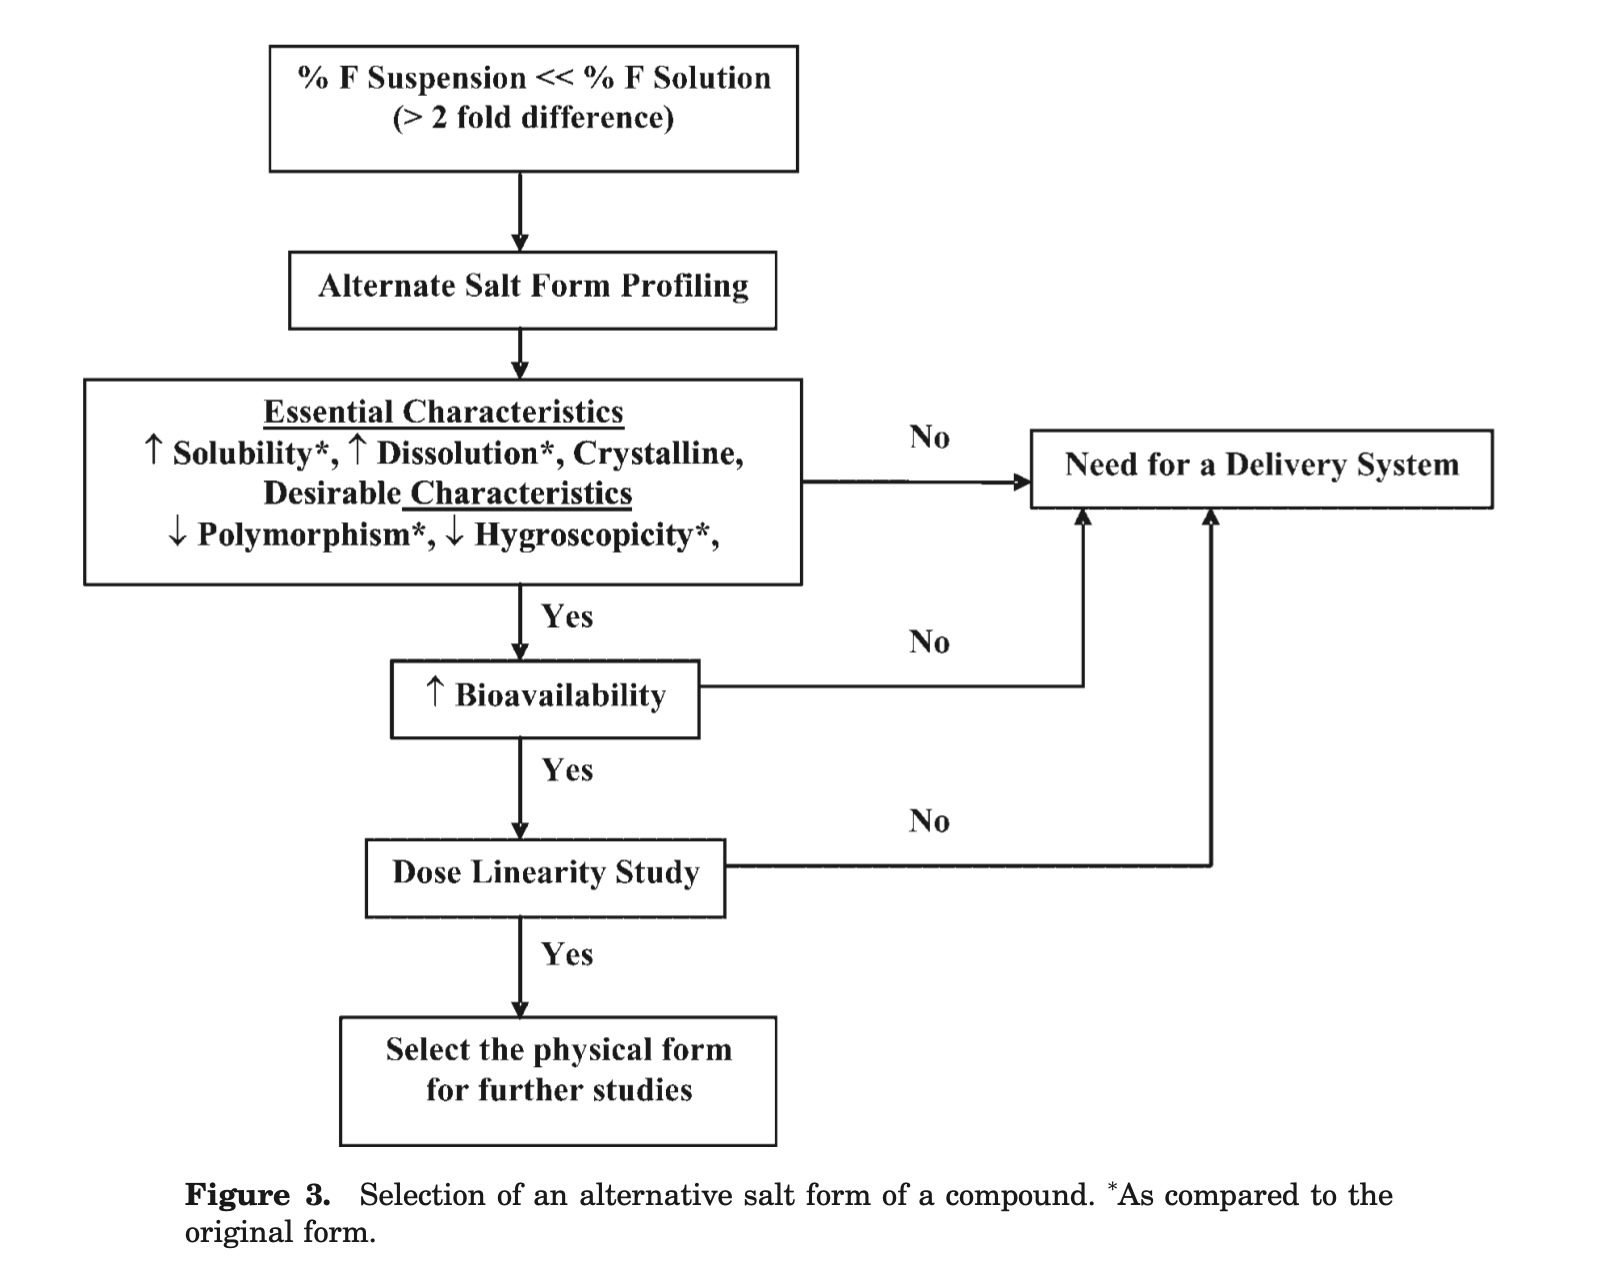 % F Suspension << % F Solution
(> 2 fold difference)
Alternate Salt Form Profiling
Essential Characteristics
↑ Solubility*, ↑ Dissolution*, Crystalline,
Desirable Characteristics
↓ Polymorphism*, ↓ Hygroscopicity*,
No
Need for a Delivery System
Yes
No
↑ Bioavailability
Yes
No
Dose Linearity Study
Yes
Select the physical form
for further studies
Figure 3. Selection of an alternative salt form of a compound. *As compared to the
original form.